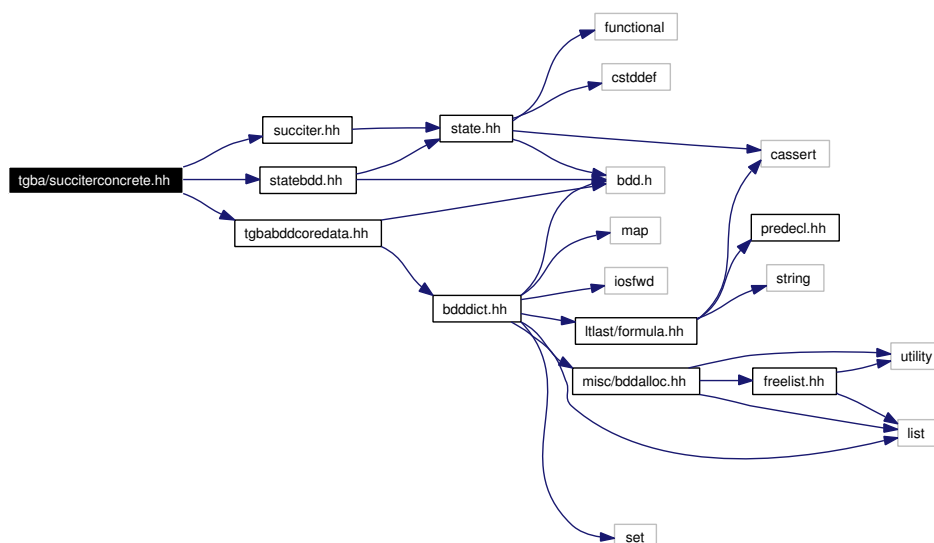 functional
cstddef
succiter.hh
state.hh
cassert
tgba/succiterconcrete.hh
statebdd.hh
bdd.h
tgbabddcoredata.hh
map
predecl.hh
iosfwd
string
bdddict.hh
ltlast/formula.hh
utility
misc/bddalloc.hh
freelist.hh
list
set